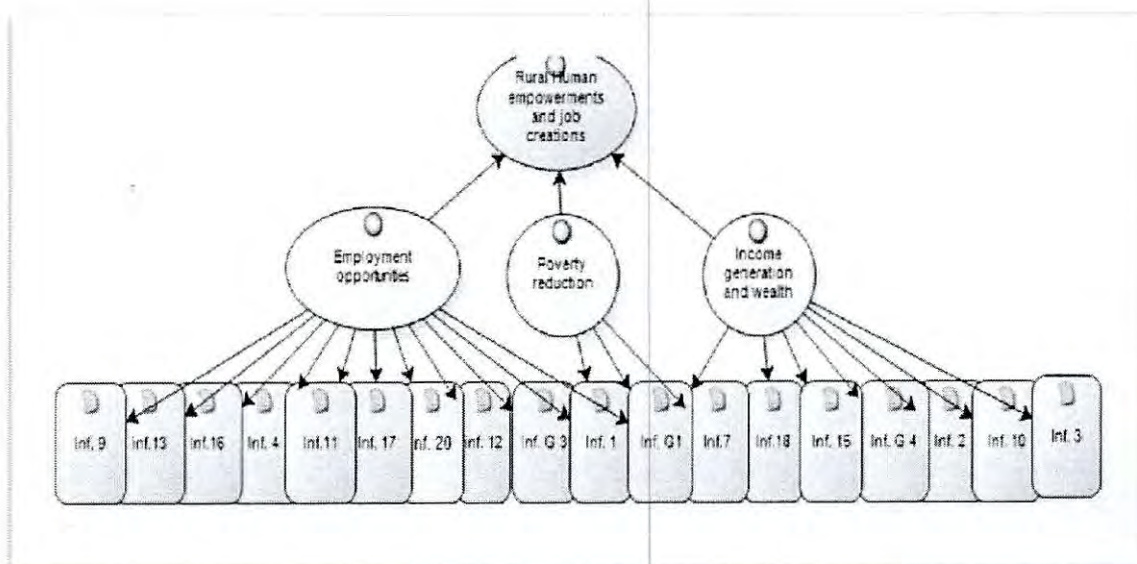 Rural Human
empowerments
and job
creations
Employment
opportunites
Poverty
reduction
Income
generation
and wealth
Inf. 9
Inf.13
Inf.16
Inf. 4
Inf.11
Inf. 17
nf. 20
inf. 12
Inf. G 3
Inf. 1
Inf. G1
Inf.7
Inf.18
Inf. 15
Inf. G 4
Inf. 2
Inf. 10
Inf. 3